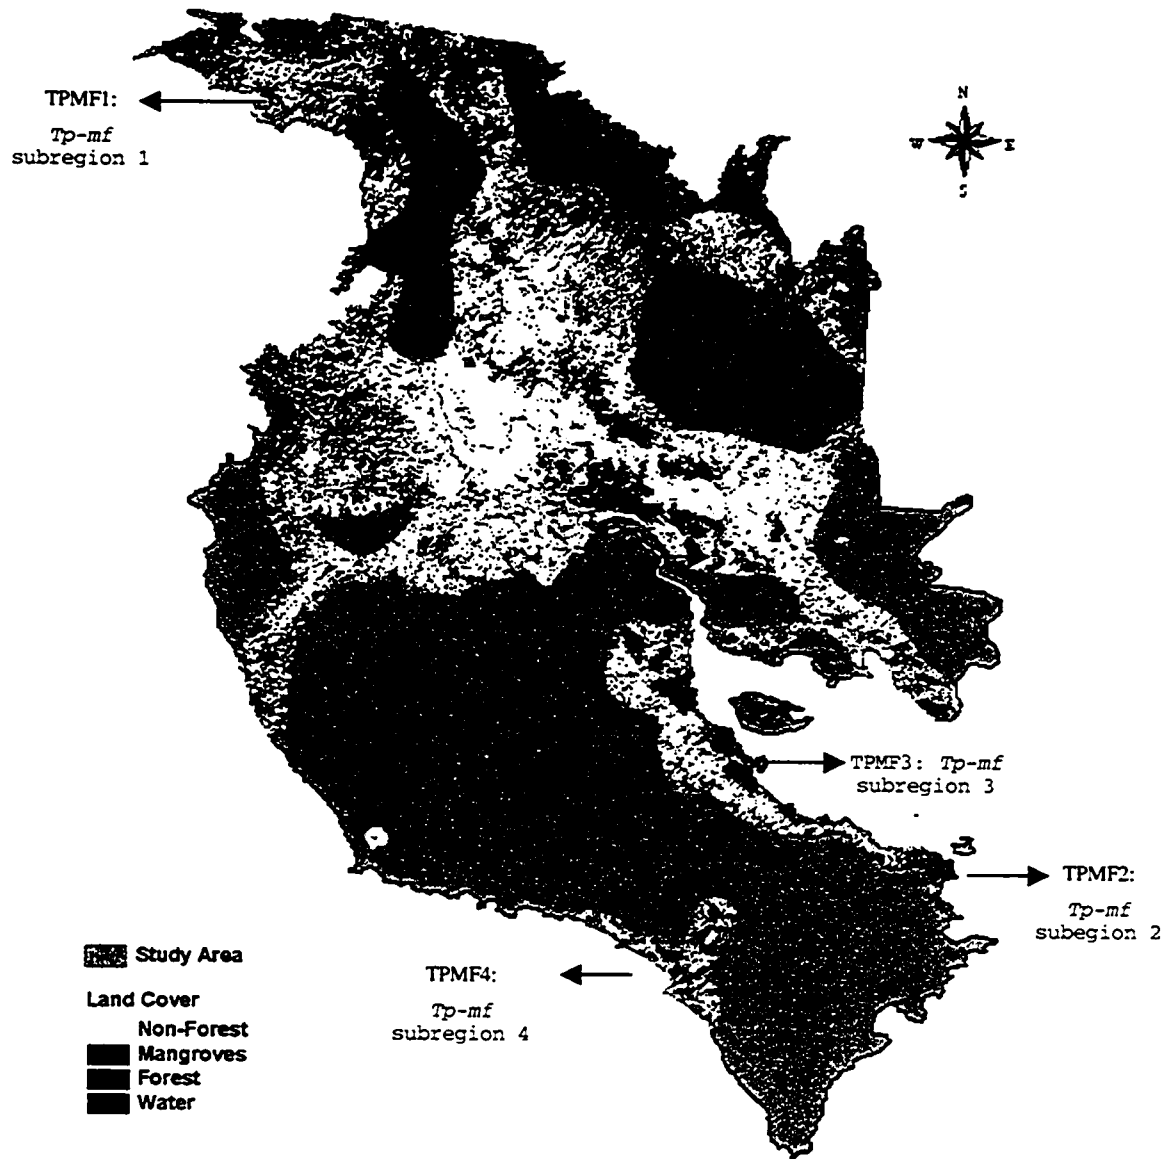 TPMF1:
Tp-mf
subregion 1
N
W E
S
TPMF3: Tp-mf
subregion 3
TPMF2:
Tp-mf
subegion 2
TPMF4:
Tp-mf
subregion 4
Study Area
Land Cover
Non-Forest
Mangroves
Forest
Water